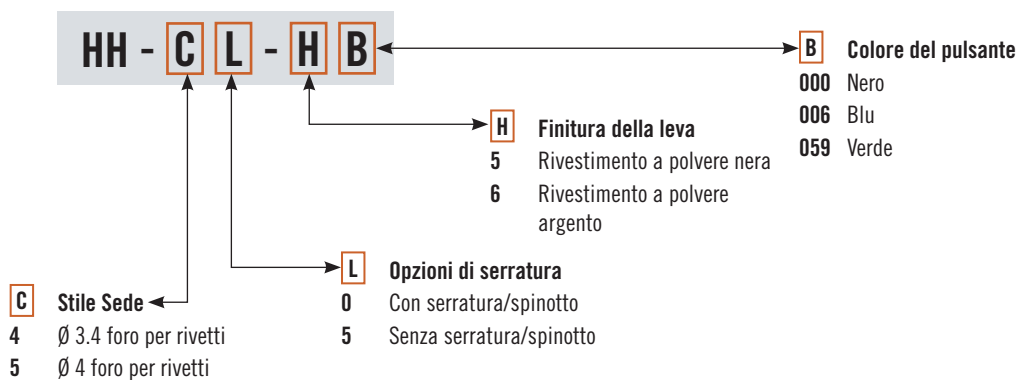 HH - C L - H B
B Colore del pulsante
000 Nero
006 Blu
059 Verde
H Finitura della leva
5 Rivestimento a polvere nera
6 Rivestimento a polvere
argento
L Opzioni di serratura
0 Con serratura/spinotto
5 Senza serratura/spinotto
C Stile Sede
4 Ø 3.4 foro per rivetti
5 Ø 4 foro per rivetti